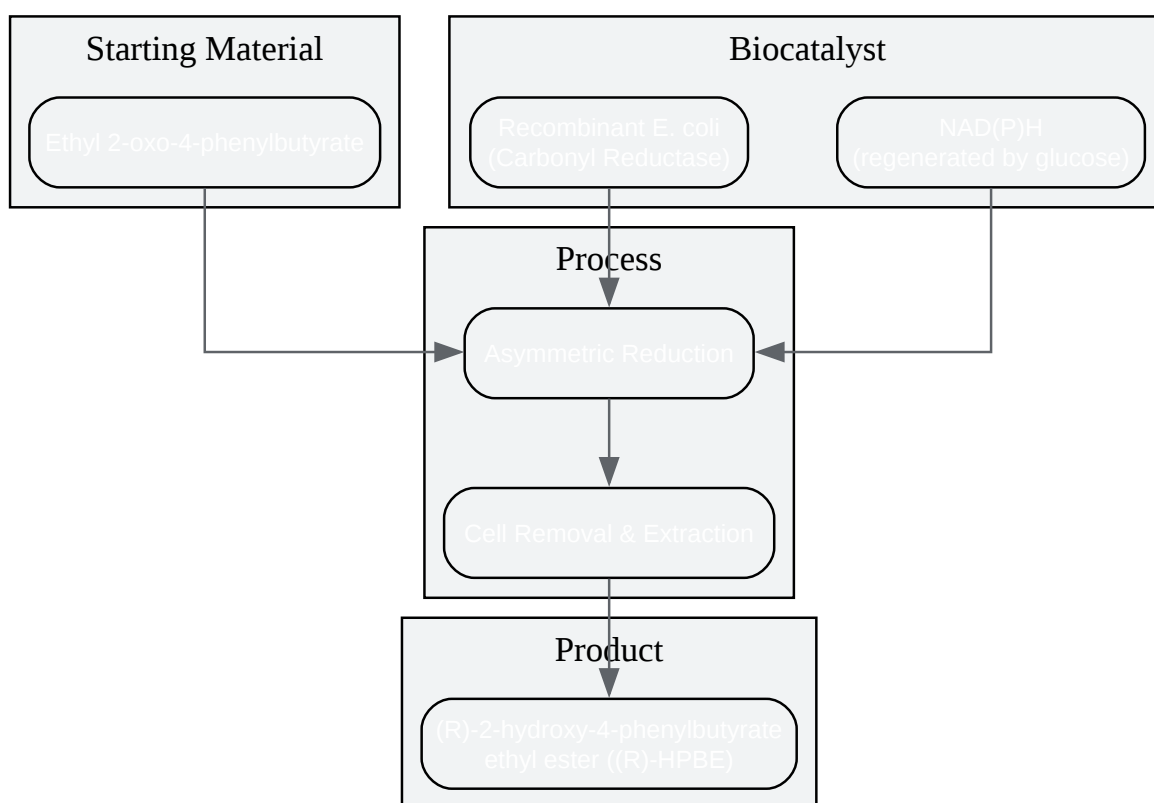 Starting Material
Ethyl 2-oxo-4-phenylbutyrate
Biocatalyst
Recombinant E. coli
(Carbonyl Reductase)
NAD(P)H
(regenerated by glucose)
Process
Asymmetric Reduction
Cell Removal & Extraction
Product
(R)-2-hydroxy-4-phenylbutyrate
ethyl ester ((R)-HPBE)